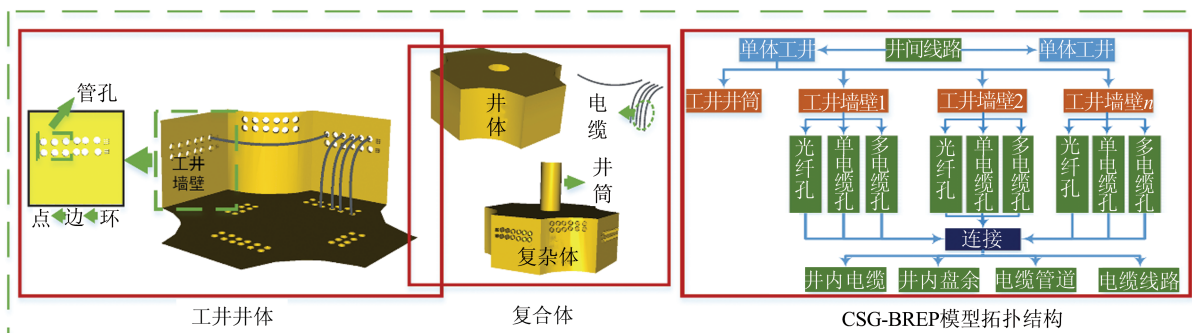 管孔
工井
墙壁
点 边 环
工井井体
井体
电缆
井筒
复杂体
复合体
单体工井 井间线路 单体工井
工井井筒 工井墙壁1 工井墙壁2 工井墙壁n
光纤孔 单电缆孔 多电缆孔 光纤孔 单电缆孔 多电缆孔 光纤孔 单电缆孔 多电缆孔
连接
井内电缆 井内盘余 电缆管道 电缆线路
CSG-BREP模型拓扑结构